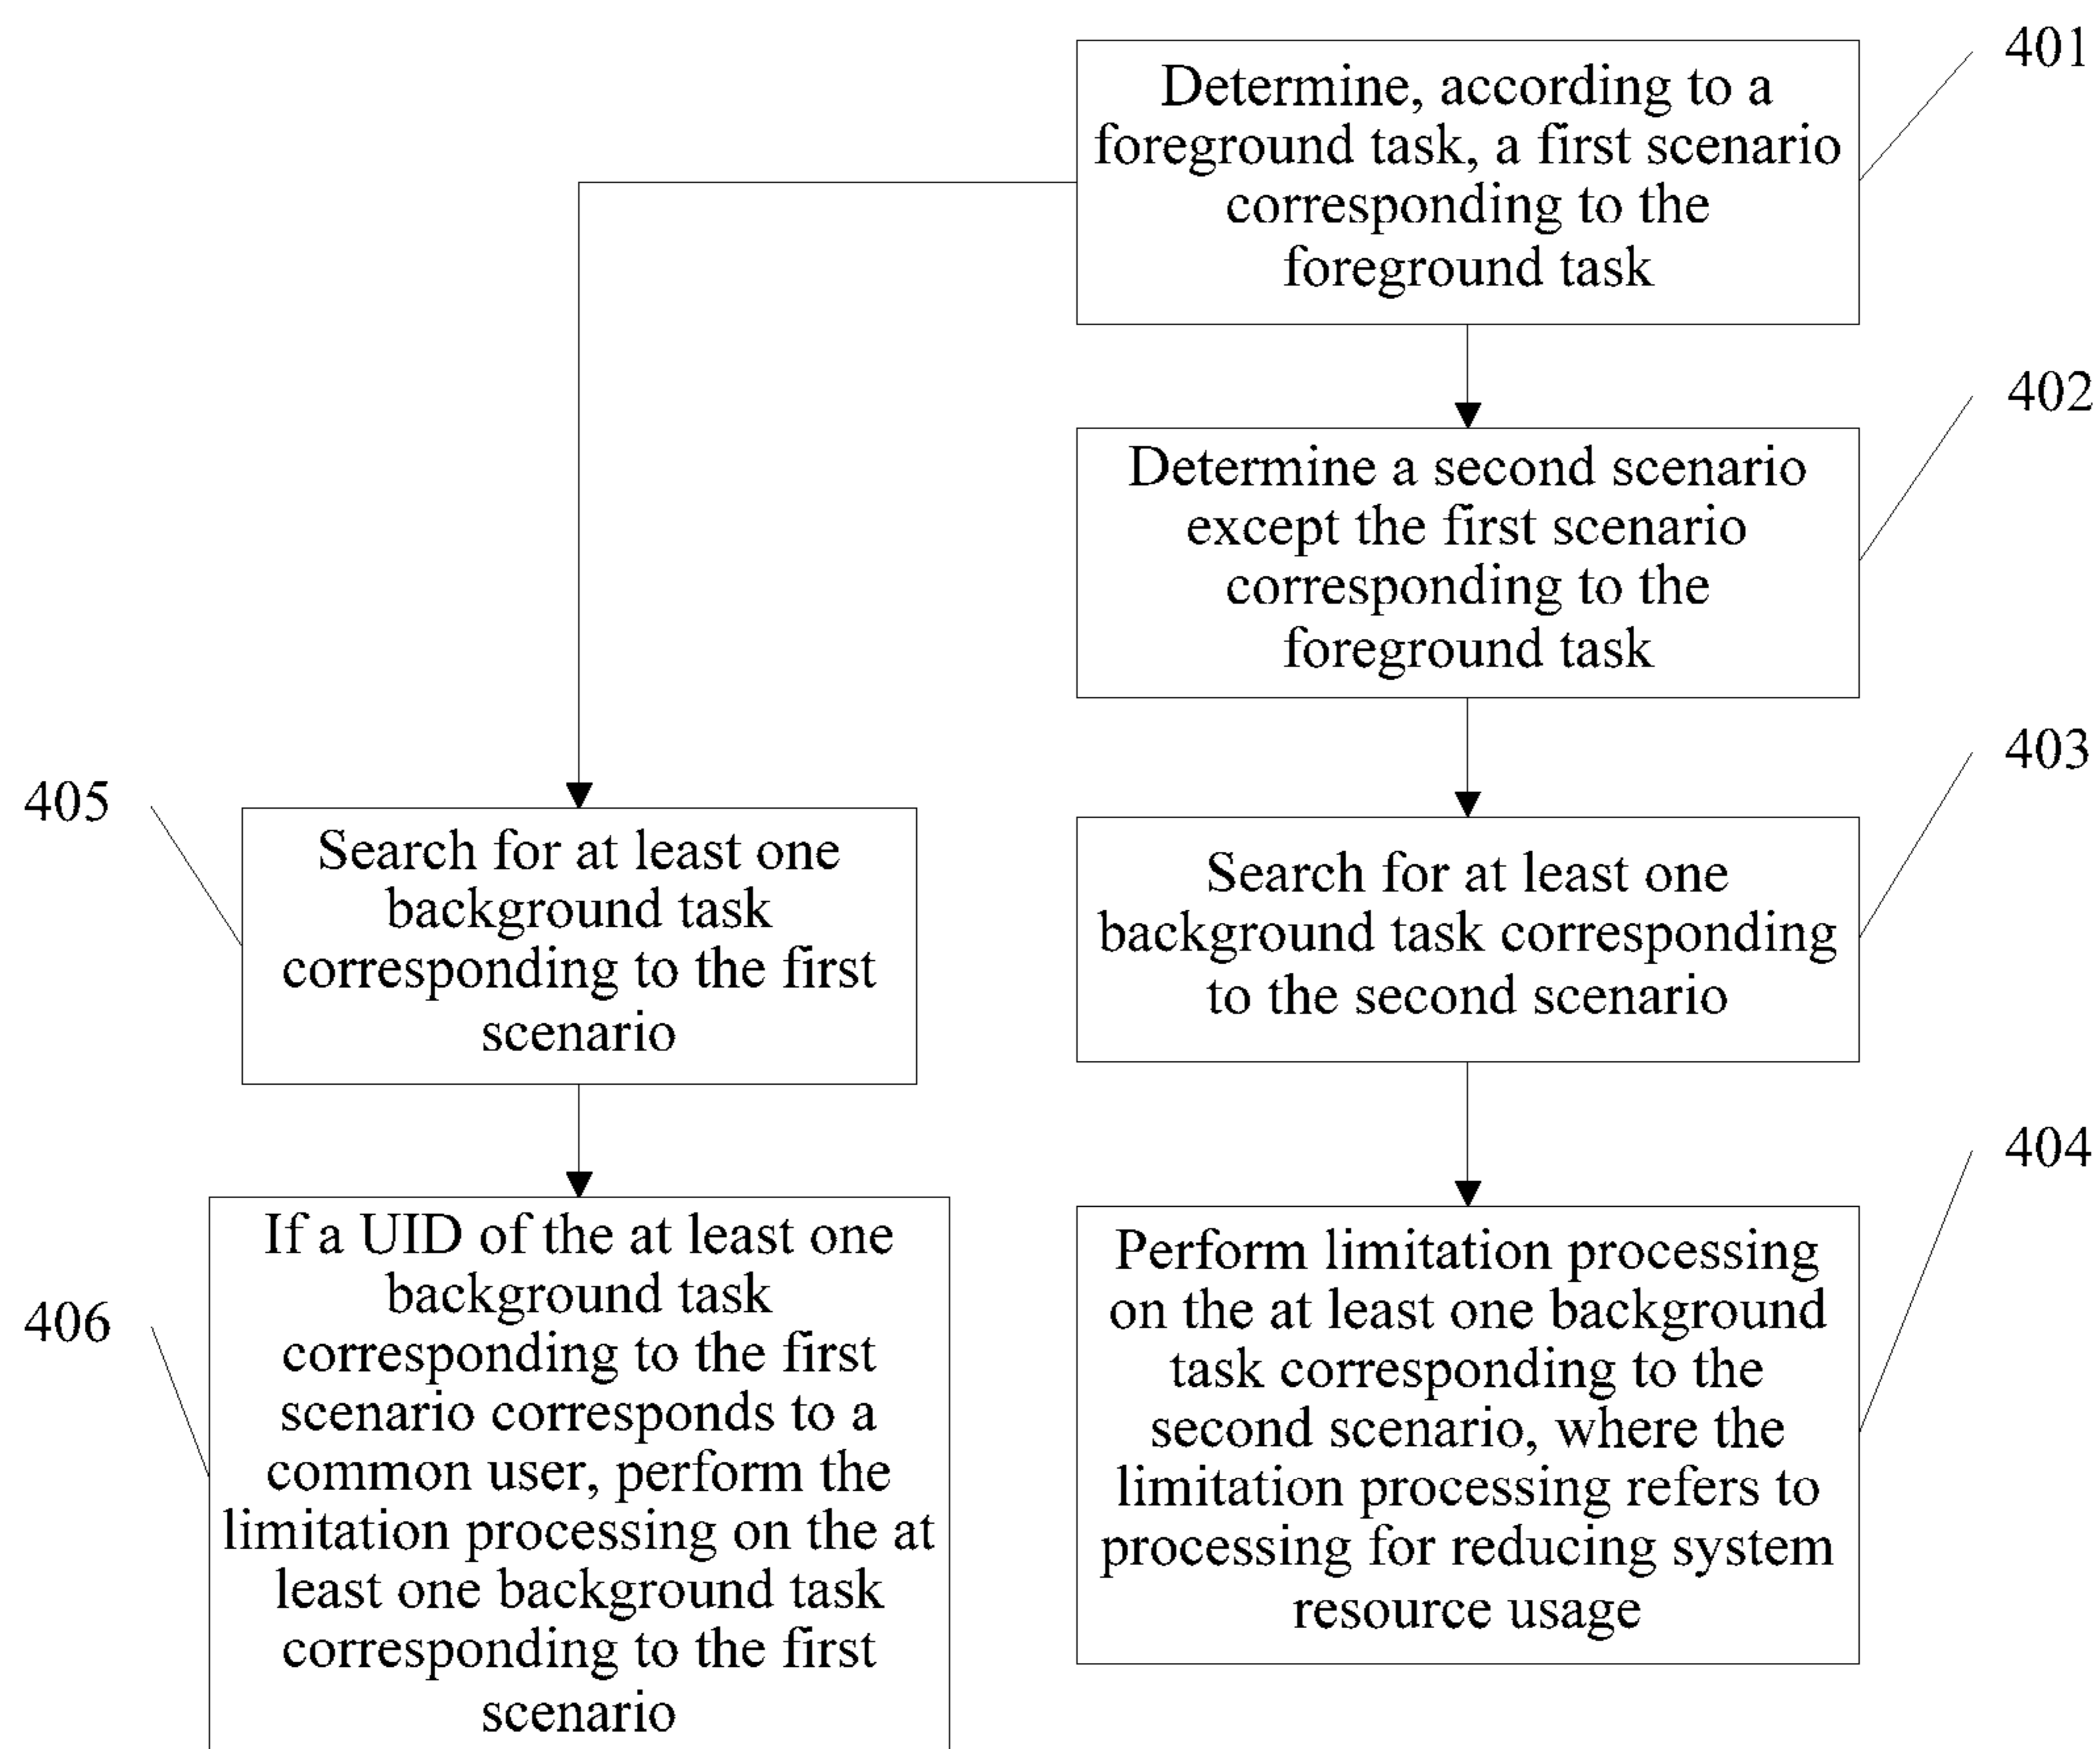 401
Determine, according to a
foreground task, a first scenario
corresponding to the
foreground task
402
Determine a second scenario
except the first scenario
corresponding to the
foreground task
403
Search for at least one
background task corresponding
to the second scenario
404
Perform limitation processing
on the at least one background
task corresponding to the
second scenario, where the
limitation processing refers to
processing for reducing system
resource usage
405
Search for at least one
background task
corresponding to the first
scenario
406
If a UID of the at least one
background task
corresponding to the first
scenario corresponds to a
common user, perform the
limitation processing on the at
least one background task
corresponding to the first
scenario